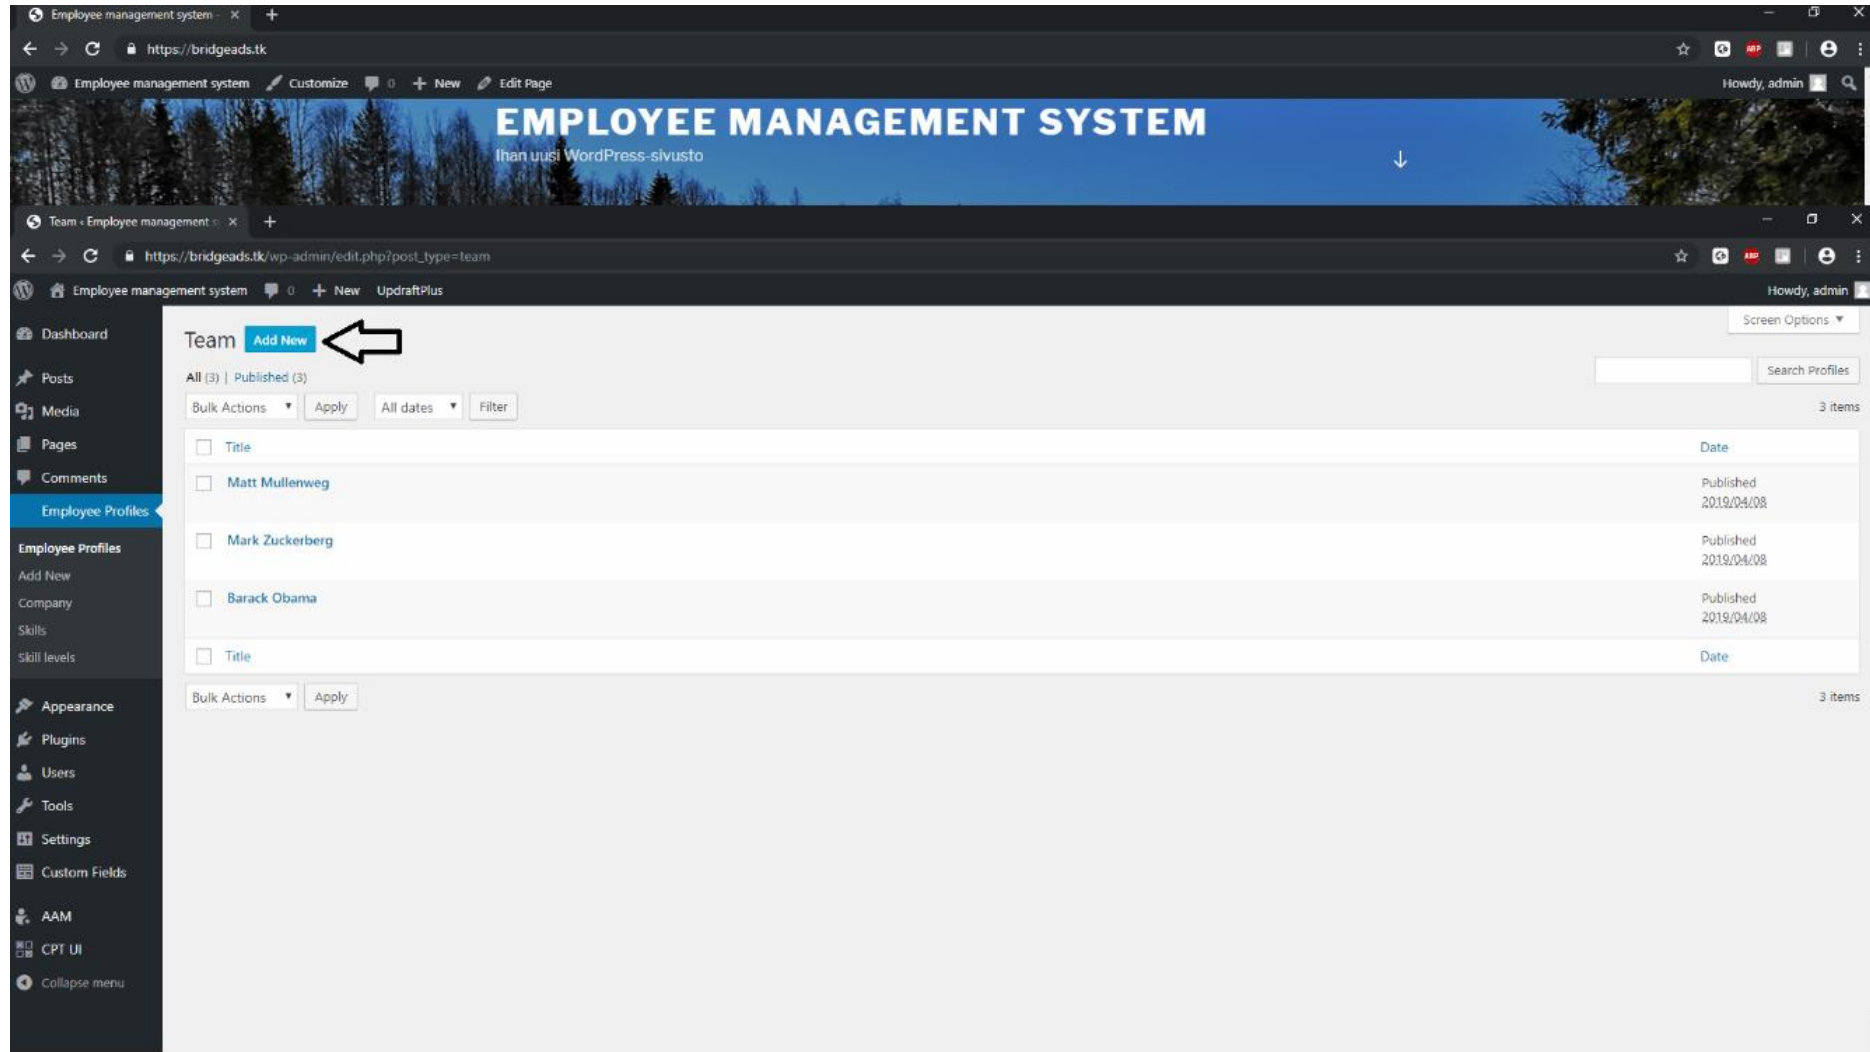 Employee management system -
https://bridgeads.tk
ABP
Employee management system Customize 0 New Edit Page
Howdy, admin
EMPLOYEE MANAGEMENT SYSTEM
Ihan uusi WordPress-sivusto
Team ‹ Employee management s
https://bridgeads.tk/wp-admin/edit.php?post_type=team
ABP
Employee management system 0 New UpdraftPlus
Howdy, admin
Dashboard
Posts
Media
Pages
Comments
Employee Profiles
Employee Profiles
Add New
Company
Skills
Skill levels
Appearance
Plugins
Users
Tools
Settings
Custom Fields
AAM
CPT UI
Collapse menu
Screen Options
Team Add New
All (3) | Published (3)
Search Profiles
Bulk Actions Apply All dates Filter
3 items
Title Date
Matt Mullenweg Published
2019/04/08
Mark Zuckerberg Published
2019/04/08
Barack Obama Published
2019/04/08
Title Date
Bulk Actions Apply
3 items